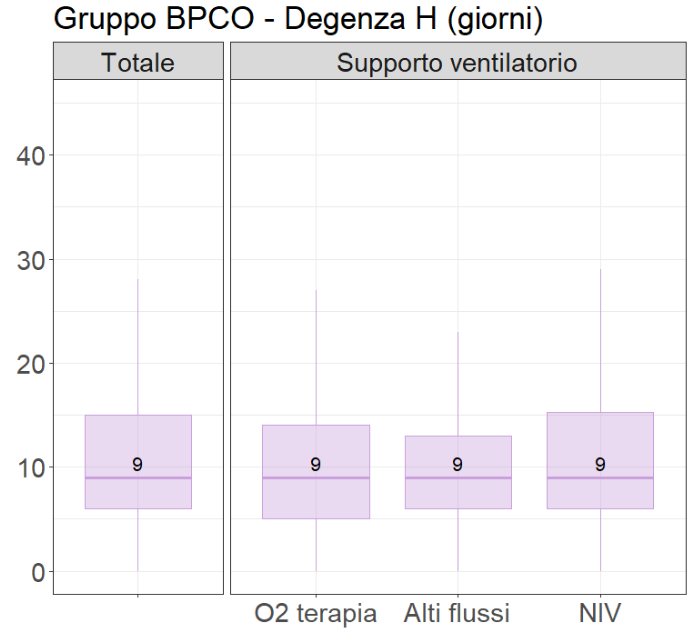 Gruppo BPCO - Degenza H (giorni)
Totale
Supporto ventilatorio
40
30
20
10
0
9
9
9
9
O2 terapia
Alti flussi
NIV